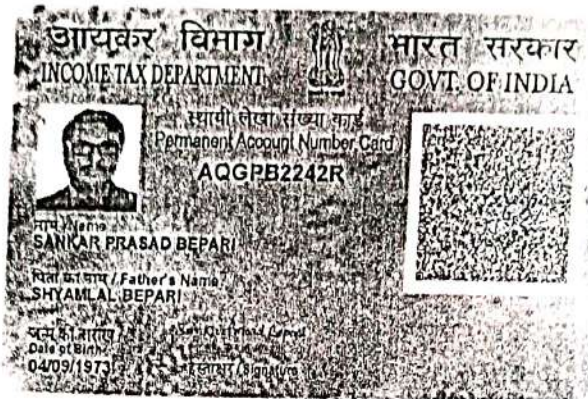 आयकर विभाग
INCOME TAX DEPARTMENT
भारत सरकार
GOVT. OF INDIA
स्थायी लेखा संख्या कार्ड
Permanent Account Number Card
AQGPB2242R
नाम / Name
SANKAR PRASAD BEPARI
पिता का नाम / Father's Name
SHYAMLAL BEPARI
जन्म की तारीख
Date of Birth
04/09/1973
हस्ताक्षर / Signature